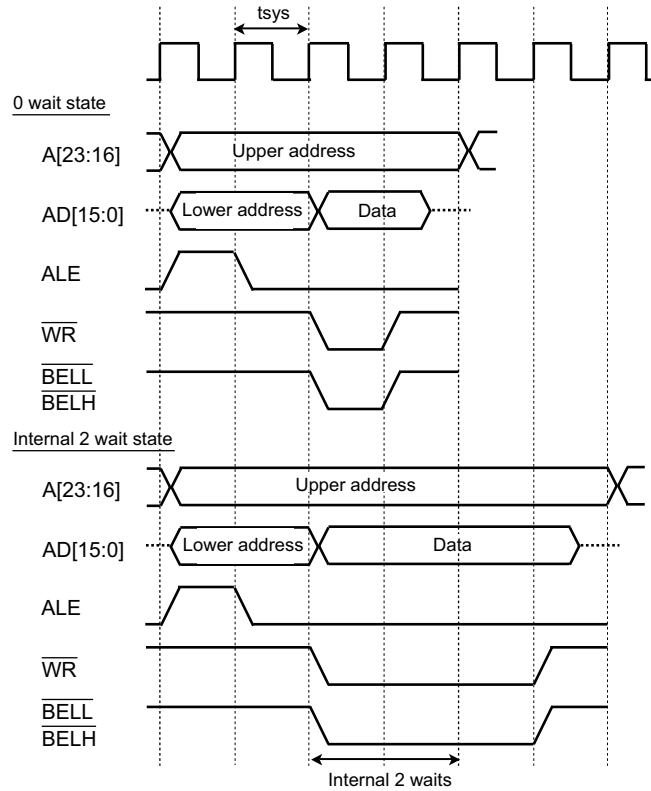 tsys
0 wait state
A[23:16]
Upper address
AD[15:0]
Lower address
Data
ALE
WR
BELL
BELH
Internal 2 wait state
A[23:16]
Upper address
AD[15:0]
Lower address
Data
ALE
WR
BELL
BELH
Internal 2 waits